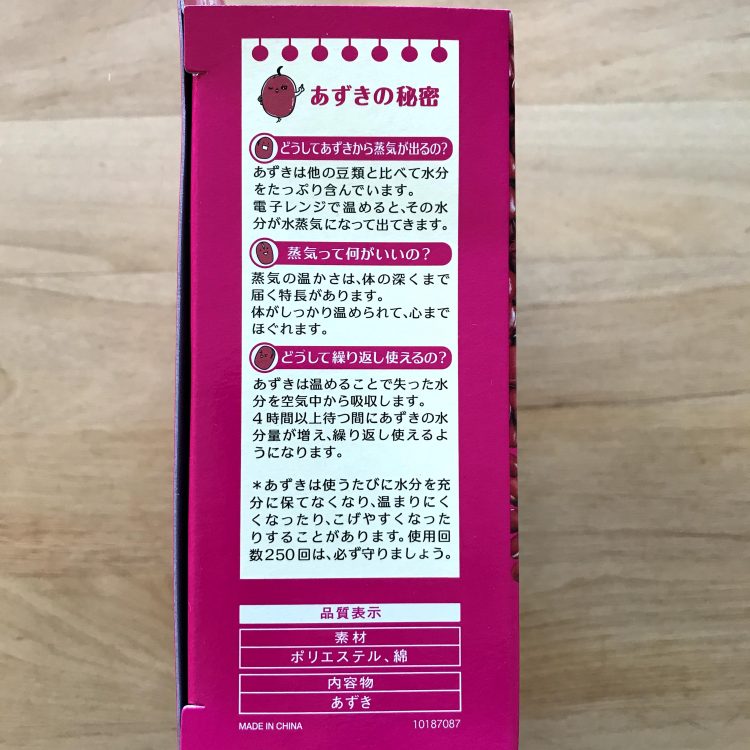 あずきの秘密
どうしてあずきから蒸気が出るの?
あずきは他の豆類と比べて水分
をたっぷり含んでいます。
電子レンジで温めると、その水
分が水蒸気になって出てきます。
蒸気って何がいいの?
蒸気の温かさは、体の深くまで
届く特長があります。
体がしっかり温められて、心まで
ほぐれます。
どうして繰り返し使えるの?
あずきは温めることで失った水
分を空気中から吸収します。
4時間以上待つ間にあずきの水
分量が増え、繰り返し使えるよ
うになります。
*あずきは使うたびに水分を充
分に保てなくなり、温まりにく
くなったり、こげやすくなった
りすることがあります。使用回
数250回は、必ず守りましょう。
品質表示
素材
ポリエステル、綿
内容物
あずき
MADE IN CHINA 10187087